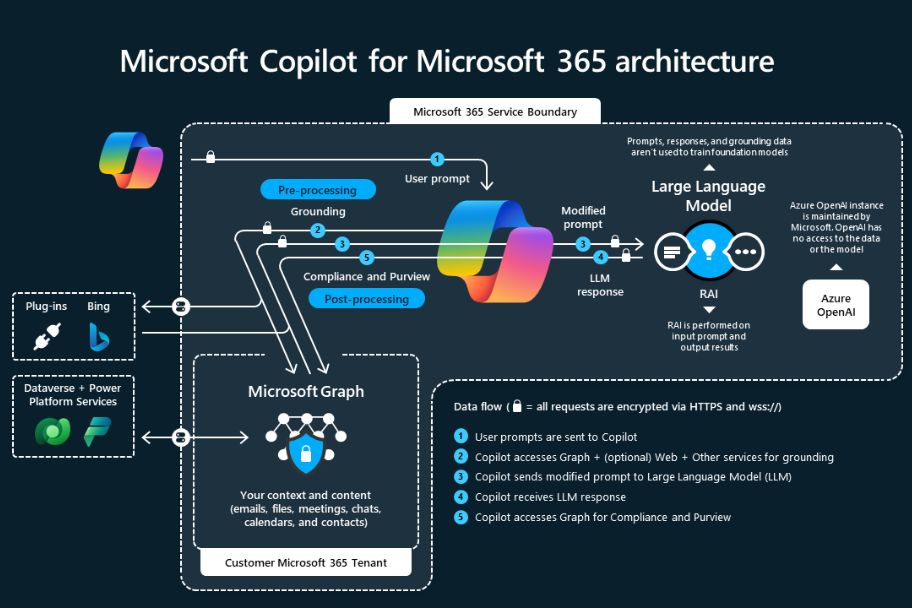 Microsoft Copilot for Microsoft 365 architecture
Microsoft 365 Service Boundary
Prompts, responses, and grounding data
aren't used to train foundation models
1
User prompt
Pre-processing
Grounding
2
3
5
Compliance and Purview
Post-processing
Modified
prompt
3
4
LLM
response
Large Language
Model
RAI
RAI is performed on
input prompt and
output results
Azure OpenAI instance
is maintained by
Microsoft. OpenAI has
no access to the data
or the model
Azure
OpenAI
Plug-ins
Bing
Dataverse + Power
Platform Services
Microsoft Graph
Your context and content
(emails, files, meetings, chats,
calendars, and contacts)
Customer Microsoft 365 Tenant
Data flow ( = all requests are encrypted via HTTPS and wss://)
1 User prompts are sent to Copilot
2 Copilot accesses Graph + (optional) Web + Other services for grounding
3 Copilot sends modified prompt to Large Language Model (LLM)
4 Copilot receives LLM response
5 Copilot accesses Graph for Compliance and Purview